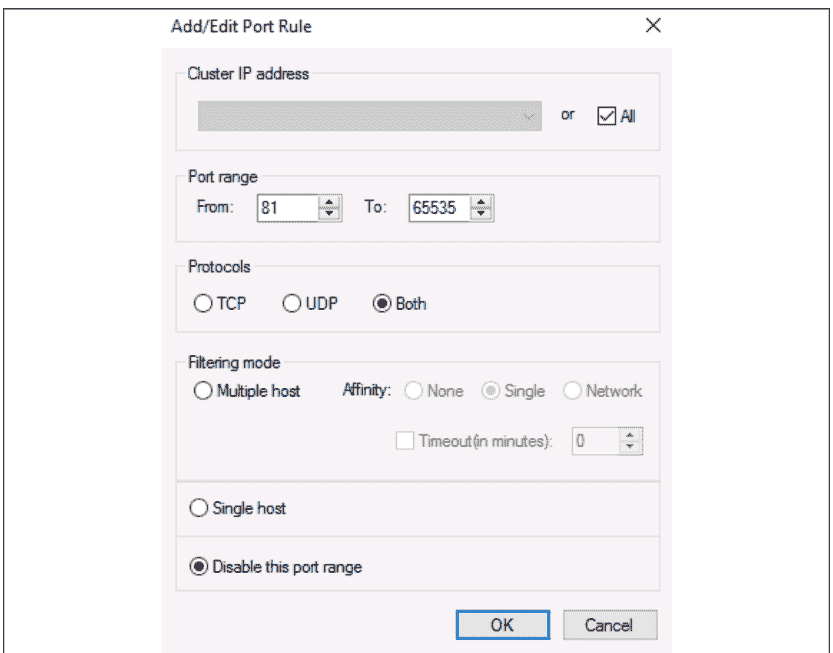 Add/Edit Port Rule
Cluster IP address
or All
Port range
From: 81 To: 65535
Protocols
TCP UDP Both
Filtering mode
Multiple host Affinity: None Single Network
Timeout(in minutes): 0
Single host
Disable this port range
OK Cancel